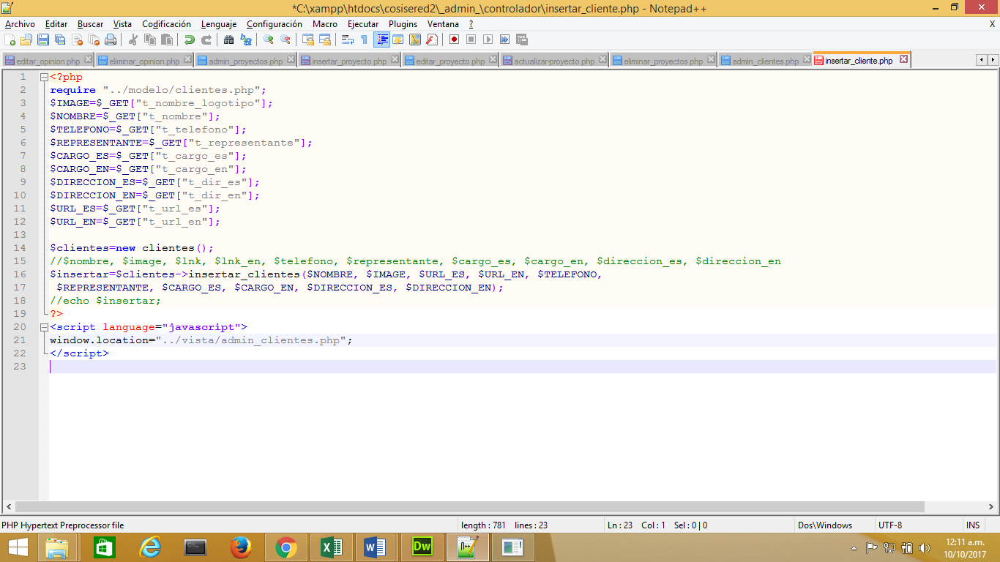 *C:\xampp\htdocs\cosisered2\_admin_\controlador\insertar_cliente.php - Notepad++
Archivo Editar Buscar Vista Codificación Lenguaje Configuración Macro Ejecutar Plugins Ventana ? X
editar_opinion.php eliminar_opinion.php admin_proyectos.php insertar_proyecto.php editar_proyecto.php actualizar-proyecto.php eliminar_proyectos.php admin_clientes.php insertar_cliente.php
1 <?php
2 require "../modelo/clientes.php";
3 $IMAGE=$_GET["t_nombre_logotipo"];
4 $NOMBRE=$_GET["t_nombre"];
5 $TELEFONO=$_GET["t_telefono"];
6 $REPRESENTANTE=$_GET["t_representante"];
7 $CARGO_ES=$_GET["t_cargo_es"];
8 $CARGO_EN=$_GET["t_cargo_en"];
9 $DIRECCION_ES=$_GET["t_dir_es"];
10 $DIRECCION_EN=$_GET["t_dir_en"];
11 $URL_ES=$_GET["t_url_es"];
12 $URL_EN=$_GET["t_url_en"];
13
14 $clientes=new clientes();
15 //$nombre, $image, $lnk, $lnk_en, $telefono, $representante, $cargo_es, $cargo_en, $direccion_es, $direccion_en
16 $insertar=$clientes->insertar_clientes($NOMBRE, $IMAGE, $URL_ES, $URL_EN, $TELEFONO,
17 $REPRESENTANTE, $CARGO_ES, $CARGO_EN, $DIRECCION_ES, $DIRECCION_EN);
18 //echo $insertar;
19 ?>
20 <script language="javascript">
21 window.location="../vista/admin_clientes.php";
22 </script>
23
PHP Hypertext Preprocessor file length : 781 lines : 23 Ln : 23 Col : 1 Sel : 0 | 0 Dos\Windows UTF-8 INS
Dw
12:11 a.m.
10/10/2017